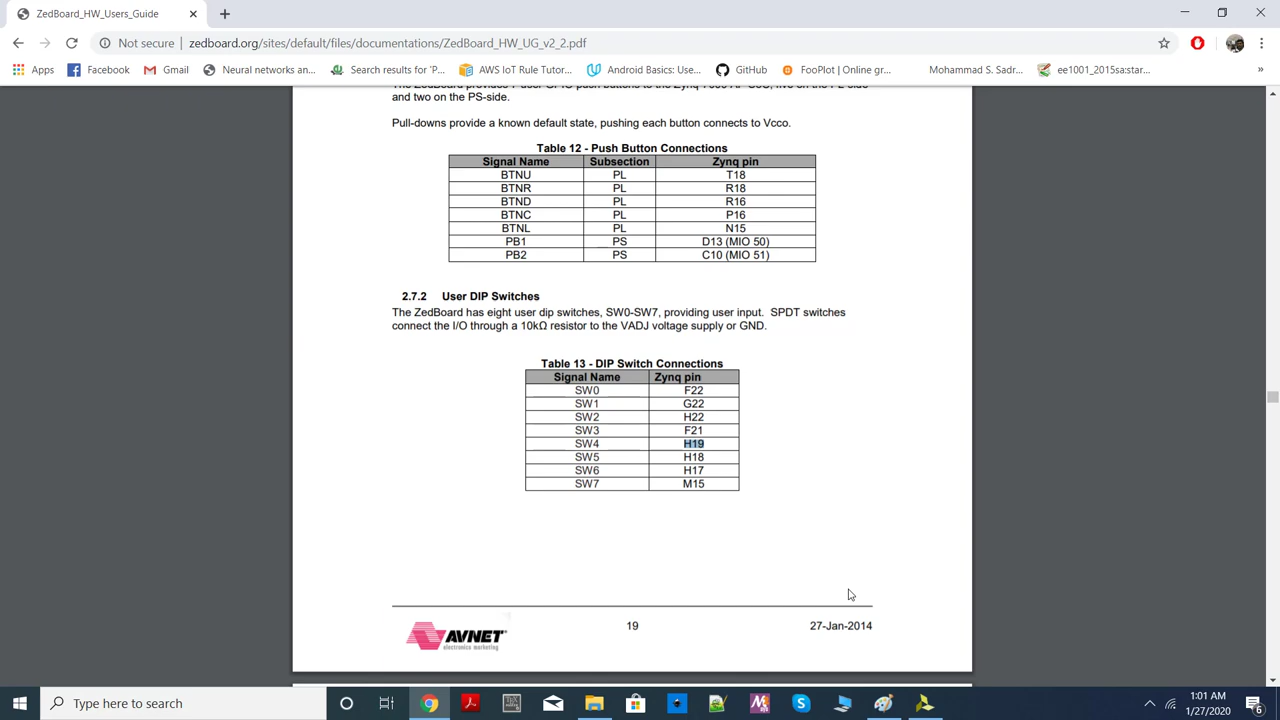 ZedBoard_HW_Users_Guide
Not secure | zedboard.org/sites/default/files/documentations/ZedBoard_HW_UG_v2_2.pdf
Apps Facebook Gmail Neural networks an... Search results for 'P... AWS IoT Rule Tutor... Android Basics: Use... GitHub FooPlot | Online gr... Mohammad S. Sadr... ee1001_2015sa:star... »
and two on the PS-side.
Pull-downs provide a known default state, pushing each button connects to Vcco.
Table 12 - Push Button Connections
Signal Name Subsection Zynq pin
BTNU PL T18
BTNR PL R18
BTND PL R16
BTNC PL P16
BTNL PL N15
PB1 PS D13 (MIO 50)
PB2 PS C10 (MIO 51)
2.7.2 User DIP Switches
The ZedBoard has eight user dip switches, SW0-SW7, providing user input. SPDT switches
connect the I/O through a 10kΩ resistor to the VADJ voltage supply or GND.
Table 13 - DIP Switch Connections
Signal Name Zynq pin
SW0 F22
SW1 G22
SW2 H22
SW3 F21
SW4 H19
SW5 H18
SW6 H17
SW7 M15
AVNET
electronics marketing
19
27-Jan-2014
Type here to search
1:01 AM
1/27/2020
6